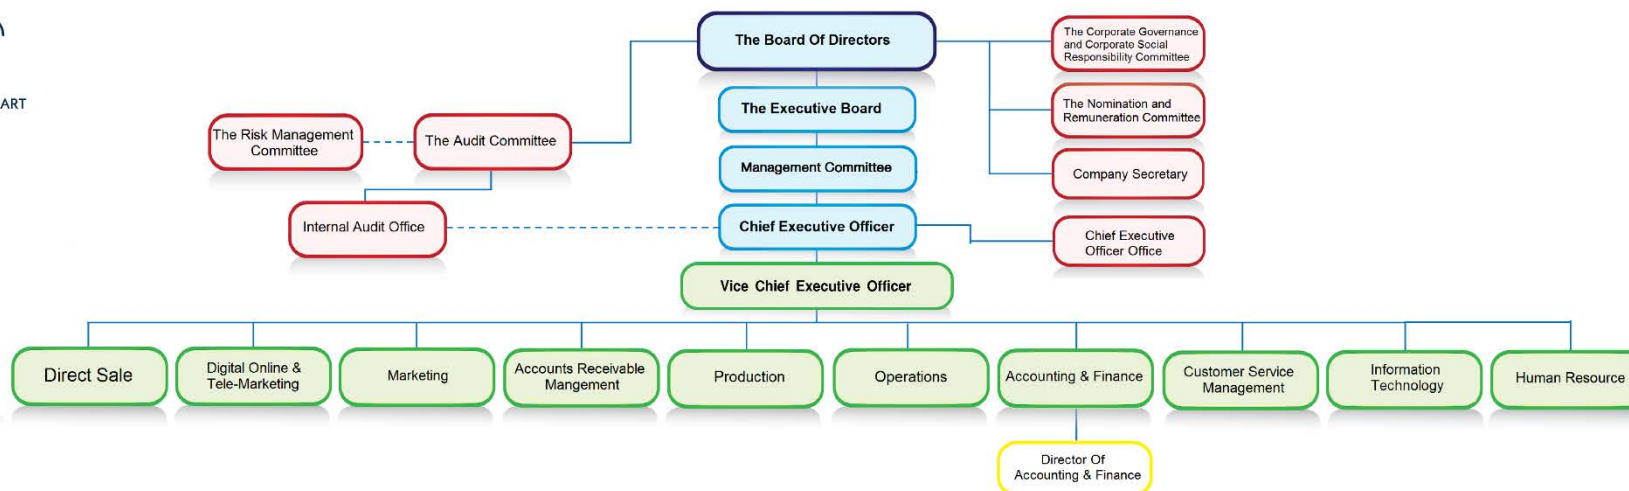 ART
The Board Of Directors
The Corporate Governance
and Corporate Social
Responsibility Committee
The Executive Board
The Nomination and
Remuneration Committee
The Risk Management
Committee
The Audit Committee
Management Committee
Company Secretary
Internal Audit Office
Chief Executive Officer
Chief Executive
Officer Office
Vice Chief Executive Officer
Direct Sale
Digital Online &
Tele-Marketing
Marketing
Accounts Receivable
Mangement
Production
Operations
Accounting & Finance
Customer Service
Management
Information
Technology
Human Resource
Director Of
Accounting & Finance